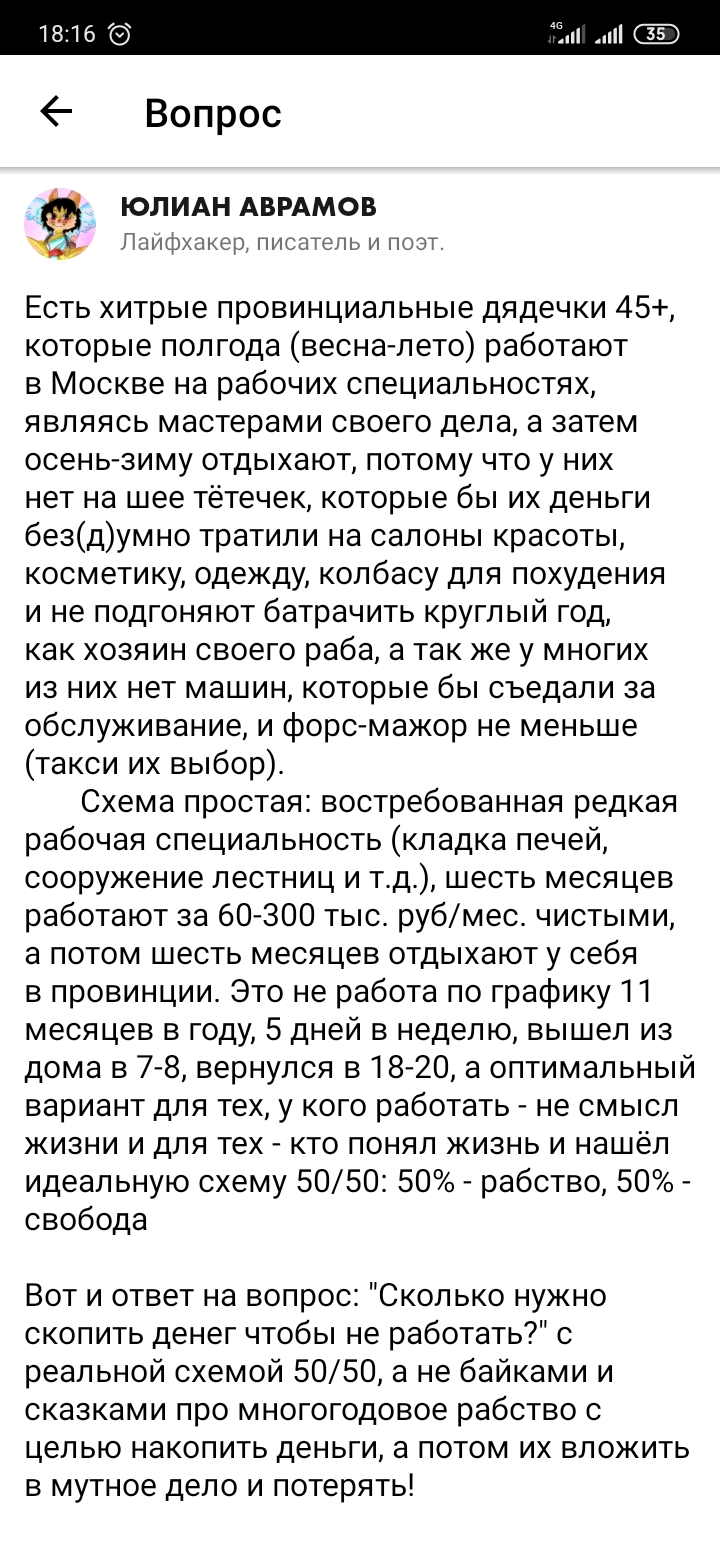 18:16
4G
35
Вопрос
ЮЛИАН АВРАМОВ
Лайфхакер, писатель и поэт.
Есть хитрые провинциальные дядечки 45+,
которые полгода (весна-лето) работают
в Москве на рабочих специальностях,
являясь мастерами своего дела, а затем
осень-зиму отдыхают, потому что у них
нет на шее тётечек, которые бы их деньги
без(д)умно тратили на салоны красоты,
косметику, одежду, колбасу для похудения
и не подгоняют батрачить круглый год,
как хозяин своего раба, а так же у многих
из них нет машин, которые бы съедали за
обслуживание, и форс-мажор не меньше
(такси их выбор).
Схема простая: востребованная редкая
рабочая специальность (кладка печей,
сооружение лестниц и т.д.), шесть месяцев
работают за 60-300 тыс. руб/мес. чистыми,
а потом шесть месяцев отдыхают у себя
в провинции. Это не работа по графику 11
месяцев в году, 5 дней в неделю, вышел из
дома в 7-8, вернулся в 18-20, а оптимальный
вариант для тех, у кого работать - не смысл
жизни и для тех - кто понял жизнь и нашёл
идеальную схему 50/50: 50% - рабство, 50% -
свобода
Вот и ответ на вопрос: "Сколько нужно
скопить денег чтобы не работать?" с
реальной схемой 50/50, а не байками и
сказками про многогодовое рабство с
целью накопить деньги, а потом их вложить
в мутное дело и потерять!